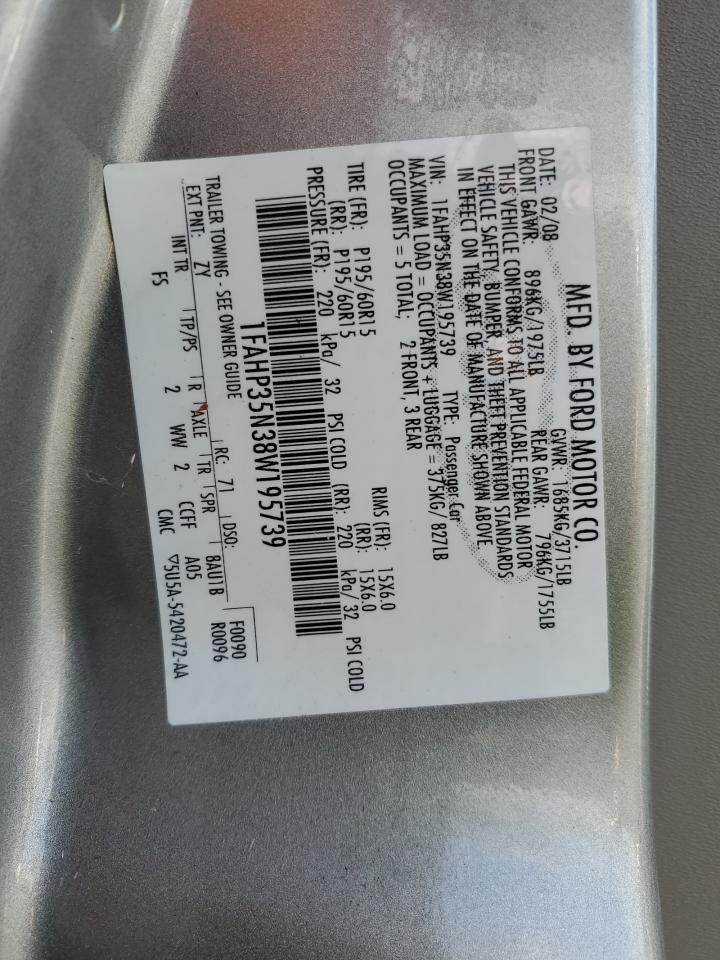 MFD. BY FORD MOTOR CO.
DATE: 02/08 GVWR: 1685KG/3715LB
FRONT GAWR: 896KG/1975LB REAR GAWR: 796KG/1755LB
THIS VEHICLE CONFORMS TO ALL APPLICABLE FEDERAL MOTOR
VEHICLE SAFETY, BUMPER, AND THEFT PREVENTION STANDARDS
IN EFFECT ON THE DATE OF MANUFACTURE SHOWN ABOVE.
VIN: 1FAHP35N38W195739 TYPE: Passenger Car
MAXIMUM LOAD = OCCUPANTS + LUGGAGE = 375KG/ 827LB
OCCUPANTS = 5 TOTAL; 2 FRONT, 3 REAR
RIMS (FR): 15X6.0
TIRE (FR): P195/60R15 (RR): 15X6.0
(RR): P195/60R15
PRESSURE (FR): 220 kPa/ 32 PSI COLD (RR): 220 kPa/ 32 PSI COLD
1FAHP35N38W195739
TRAILER TOWING - SEE OWNER GUIDE F0090
EXT PNT: ZY RC: 71 DSO: R0096
INT TR TP/PS R AXLE TR SPR 8AU1B
FS 2 WW 2 CCFF A05
CMC ▽5U5A-5420472-AA